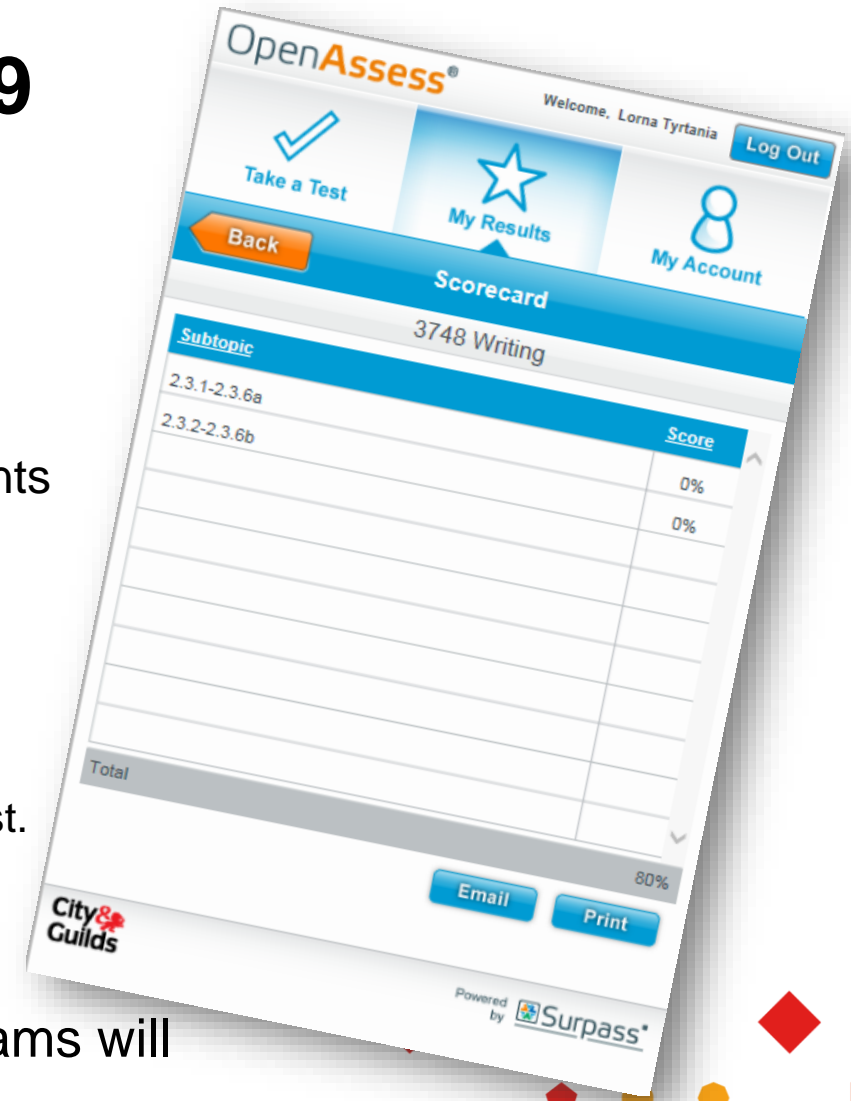 9
OpenAssess®
Welcome, Lorna Tyrtania
Log Out
Take a Test
My Results
My Account
Back
Scorecard
3748 Writing
Subtopic
Score
2.3.1-2.3.6a
0%
2.3.2-2.3.6b
0%
nts
st.
Total
80%
Email
Print
City&
Guilds
Powered
by
Surpass
ams will